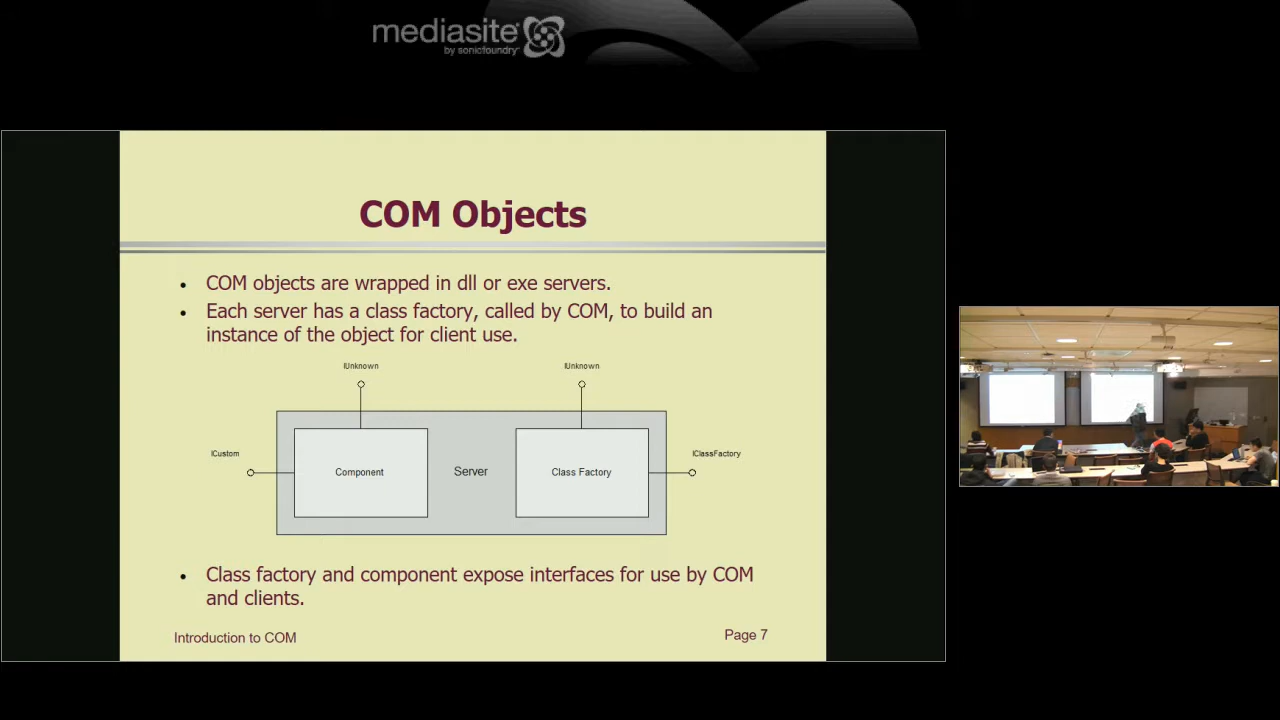 mediasite
by sonicfoundry
COM Objects
• COM objects are wrapped in dll or exe servers.
• Each server has a class factory, called by COM, to build an
instance of the object for client use.
IUnknown
IUnknown
ICustom
Component
Server
Class Factory
IClassFactory
• Class factory and component expose interfaces for use by COM
and clients.
Introduction to COM
Page 7